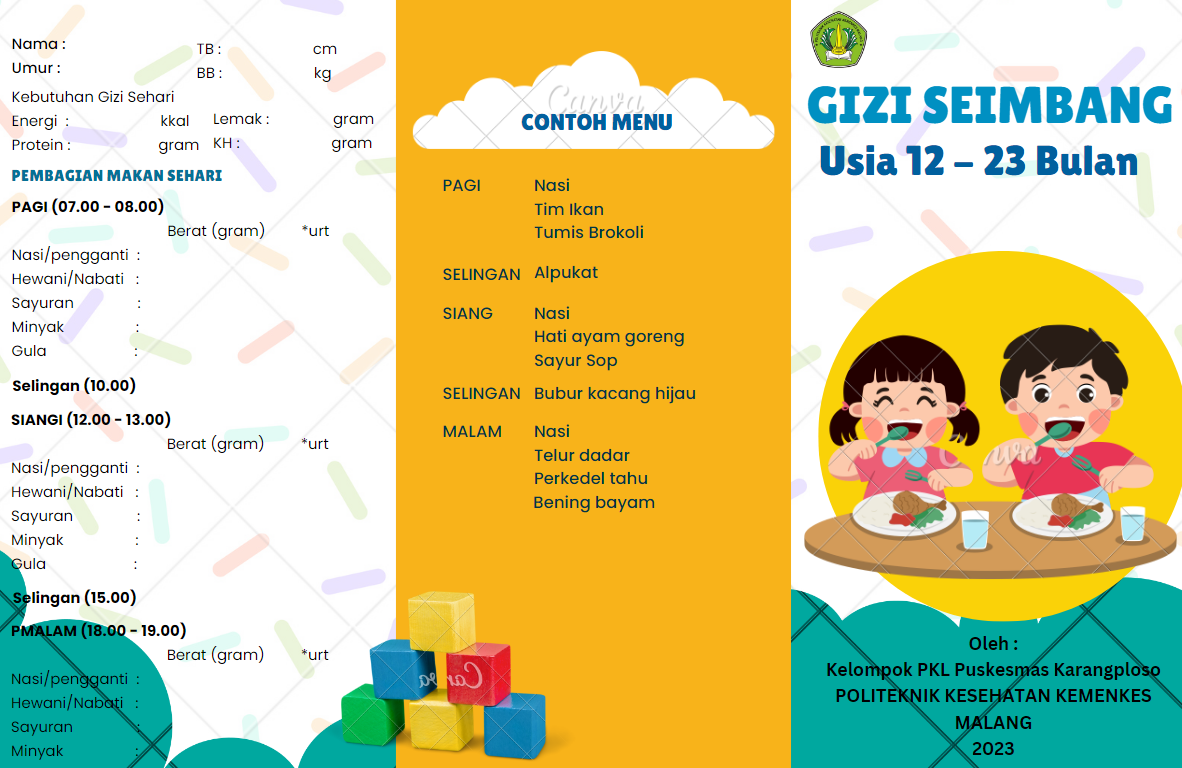 Nama :
Umur :
TB : cm
BB : kg
Kebutuhan Gizi Sehari
Energi : kkal
Protein : gram
Lemak : gram
KH : gram
PEMBAGIAN MAKAN SEHARI
PAGI (07.00 - 08.00)
Berat (gram) *urt
Nasi/pengganti :
Hewani/Nabati :
Sayuran :
Minyak :
Gula :
Selingan (10.00)
SIANGI (12.00 - 13.00)
Berat (gram) *urt
Nasi/pengganti :
Hewani/Nabati :
Sayuran :
Minyak :
Gula :
Selingan (15.00)
PMALAM (18.00 - 19.00)
Berat (gram) *urt
Nasi/pengganti :
Hewani/Nabati :
Sayuran :
Minyak :
Canva
CONTOH MENU
PAGI Nasi
Tim Ikan
Tumis Brokoli
SELINGAN Alpukat
SIANG Nasi
Hati ayam goreng
Sayur Sop
SELINGAN Bubur kacang hijau
MALAM Nasi
Telur dadar
Perkedel tahu
Bening bayam
Canva
GIZI SEIMBANG
Usia 12 – 23 Bulan
Canva
Oleh :
Kelompok PKL Puskesmas Karangploso
POLITEKNIK KESEHATAN KEMENKES
MALANG
2023